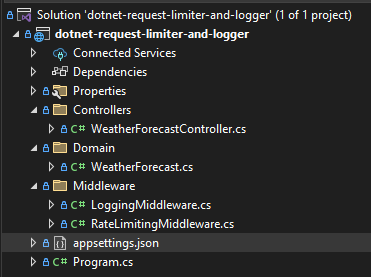 Solution 'dotnet-request-limiter-and-logger' (1 of 1 project)
dotnet-request-limiter-and-logger
Connected Services
Dependencies
Properties
Controllers
C# WeatherForecastController.cs
Domain
C# WeatherForecast.cs
Middleware
C# LoggingMiddleware.cs
C# RateLimitingMiddleware.cs
appsettings.json
C# Program.cs